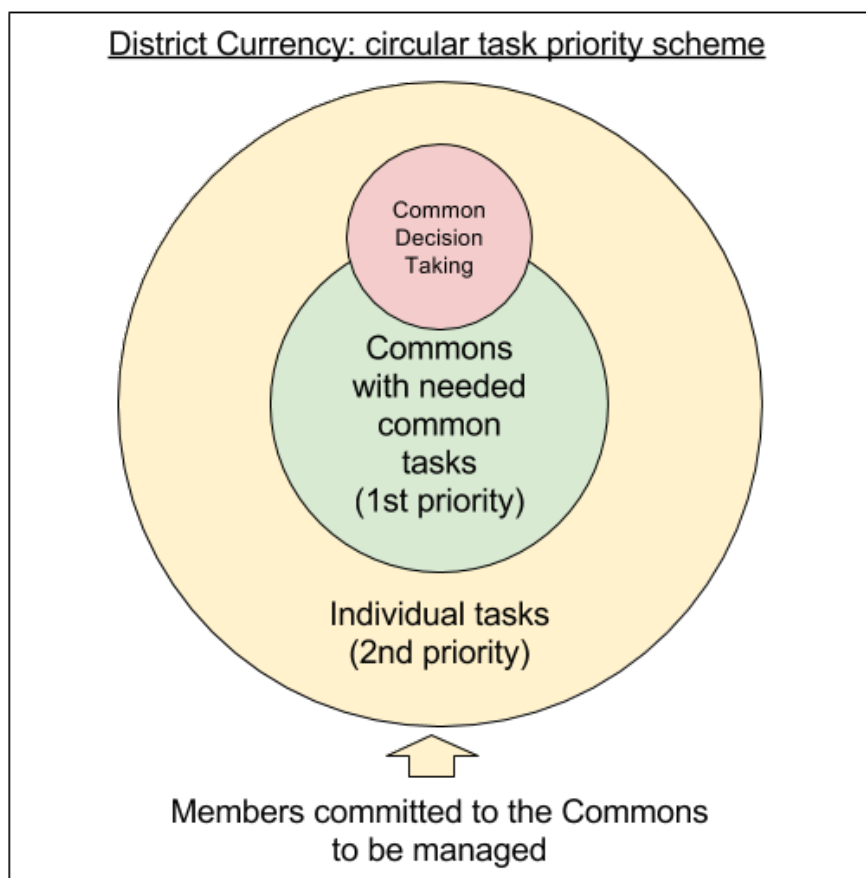 District Currency: circular task priority scheme
Common
Decision
Taking
Commons
with needed
common
tasks
(1st priority)
Individual tasks
(2nd priority)
Members committed to the Commons
to be managed